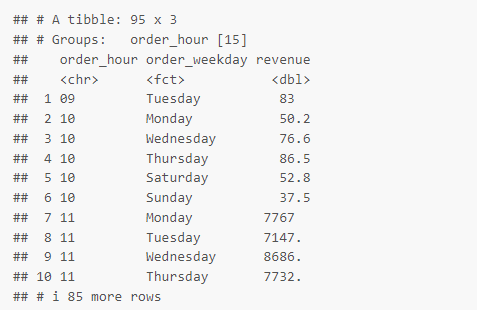 ## # A tibble: 95 x 3
## # Groups:   order_hour [15]
##    order_hour order_weekday revenue
##    <chr>      <fct>           <dbl>
##  1 09         Tuesday          83
##  2 10         Monday           50.2
##  3 10         Wednesday        76.6
##  4 10         Thursday         86.5
##  5 10         Saturday         52.8
##  6 10         Sunday           37.5
##  7 11         Monday         7767
##  8 11         Tuesday        7147.
##  9 11         Wednesday      8686.
## 10 11         Thursday       7732.
## # i 85 more rows